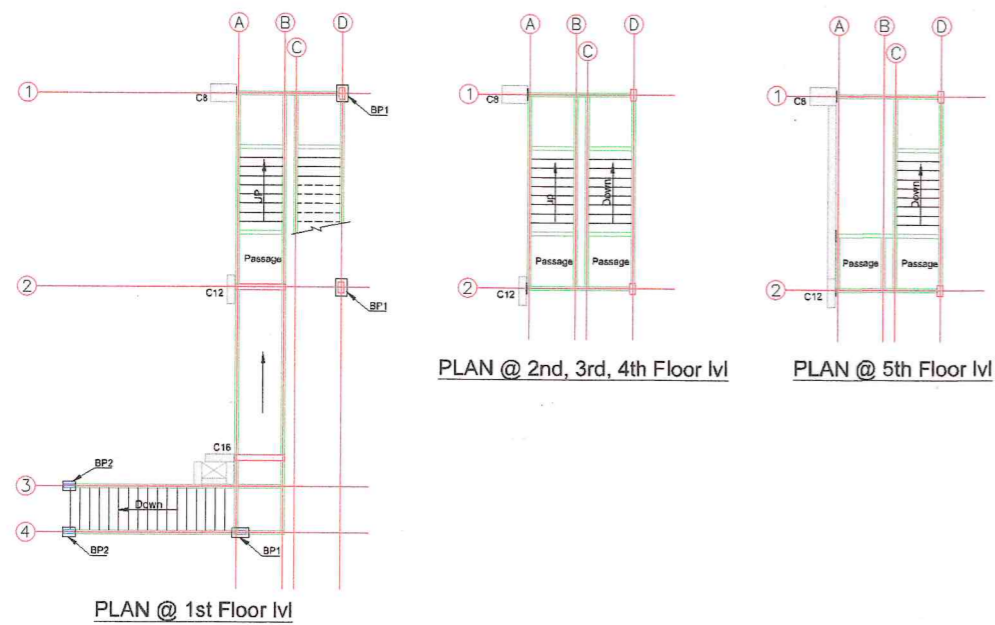 A
B
C
D
1
C8
BP1
UP
Passage
2
C12
BP1
C16
BP2
3
Down
4
BP2
BP1
PLAN @ 1st Floor lvl
A
B
C
D
1
C8
up
Down
Passage
Passage
2
C12
PLAN @ 2nd, 3rd, 4th Floor lvl
A
B
C
D
1
C8
Down
Passage
Passage
2
C12
PLAN @ 5th Floor lvl